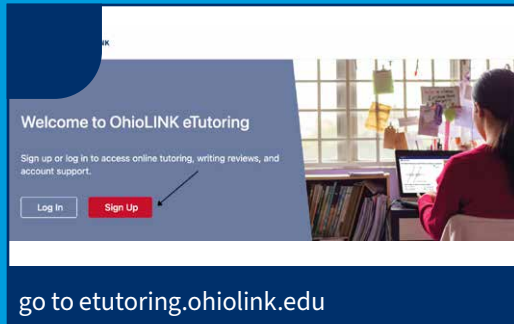 Welcome to OhioLINK eTutoring
Sign up or log in to access online tutoring, writing reviews, and
account support.
Log In
Sign Up
go to etutoring.ohiolink.edu